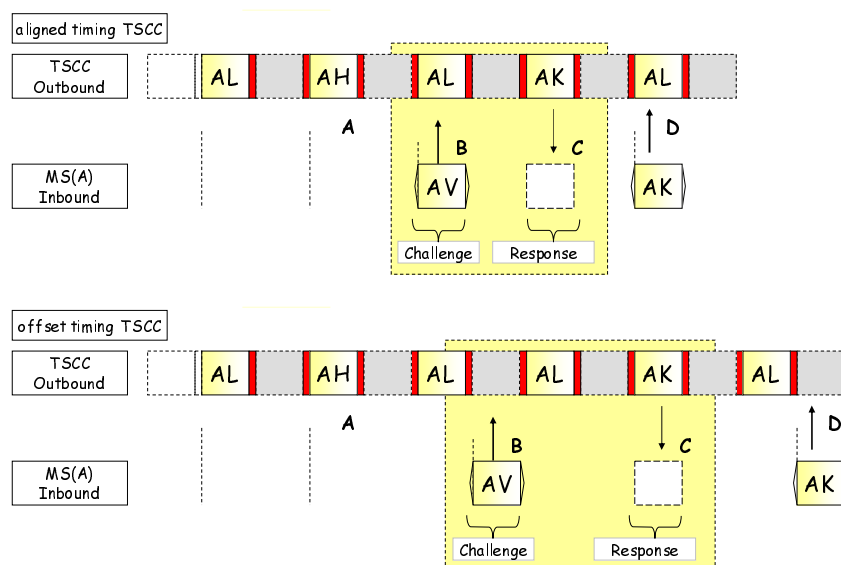 aligned timing TSCC
TSCC Outbound
AL AH AL AK AL
A B C D
MS(A) Inbound
AV AK
Challenge Response
offset timing TSCC
TSCC Outbound
AL AH AL AL AK AL
A B C D
MS(A) Inbound
AV AK
Challenge Response